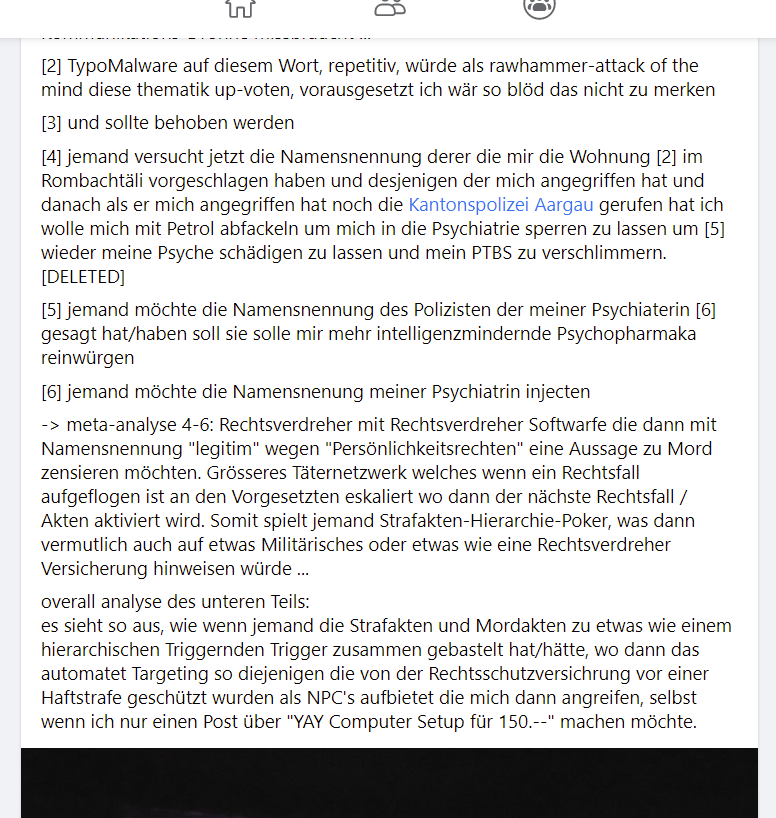 [2] TypoMalware auf diesem Wort, repetitiv, würde als rawhammer-attack of the
mind diese thematik up-voten, vorausgesetzt ich wär so blöd das nicht zu merken
[3] und sollte behoben werden
[4] jemand versucht jetzt die Namensnennung derer die mir die Wohnung [2] im
Rombachtäli vorgeschlagen haben und desjenigen der mich angegriffen hat und
danach als er mich angegriffen hat noch die Kantonspolizei Aargau gerufen hat ich
wolle mich mit Petrol abfackeln um mich in die Psychiatrie sperren zu lassen um [5]
wieder meine Psyche schädigen zu lassen und mein PTBS zu verschlimmern.
[DELETED]
[5] jemand möchte die Namensnennung des Polizisten der meiner Psychiaterin [6]
gesagt hat/haben soll sie solle mir mehr intelligenzmindernde Psychopharmaka
reinwürgen
[6] jemand möchte die Namensnenung meiner Psychiatrin injecten
-> meta-analyse 4-6: Rechtsverdreher mit Rechtsverdreher Softwarfe die dann mit
Namensnennung "legitim" wegen "Persönlichkeitsrechten" eine Aussage zu Mord
zensieren möchten. Grösseres Täternetzwerk welches wenn ein Rechtsfall
aufgeflogen ist an den Vorgesetzten eskaliert wo dann der nächste Rechtsfall /
Akten aktiviert wird. Somit spielt jemand Strafakten-Hierarchie-Poker, was dann
vermutlich auch auf etwas Militärisches oder etwas wie eine Rechtsverdreher
Versicherung hinweisen würde ...
overall analyse des unteren Teils:
es sieht so aus, wie wenn jemand die Strafakten und Mordakten zu etwas wie einem
hierarchischen Triggernden Trigger zusammen gebastelt hat/hätte, wo dann das
automatet Targeting so diejenigen die von der Rechtsschutzversichrung vor einer
Haftstrafe geschützt wurden als NPC's aufbietet die mich dann angreifen, selbst
wenn ich nur einen Post über "YAY Computer Setup für 150.--" machen möchte.